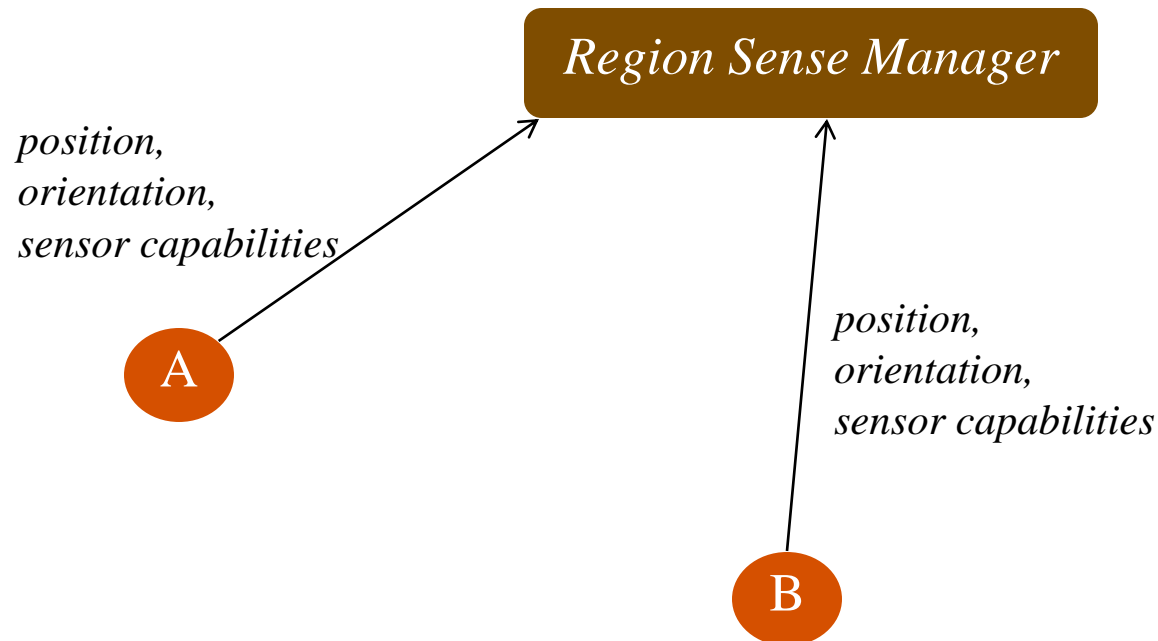 Region Sense Manager
position,
orientation,
sensor capabilities
A
position,
orientation,
sensor capabilities
B